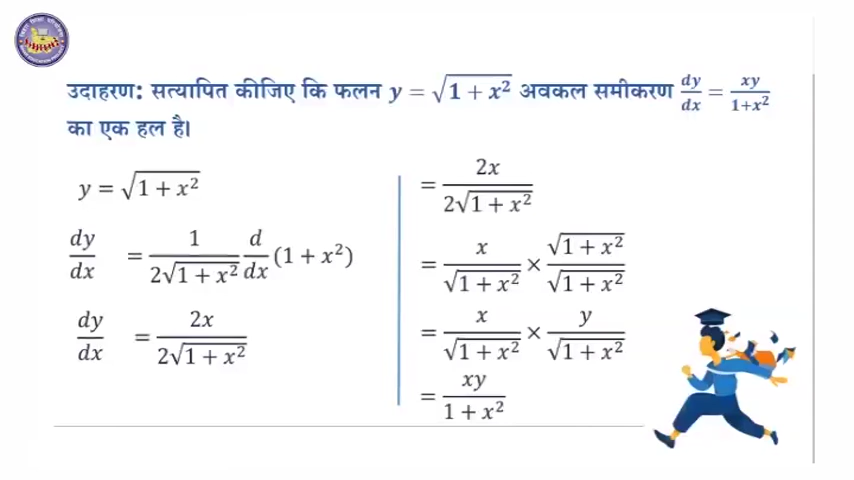 उदाहरण: सत्यापित कीजिए कि फलन y = √(1 + x²) अवकल समीकरण dy/dx = xy/(1+x²)
का एक हल है।
y = √(1 + x²)
dy/dx = 1/(2√(1 + x²)) d/dx (1 + x²)
dy/dx = 2x/(2√(1 + x²))
= 2x/(2√(1 + x²))
= x/√(1 + x²) × √(1 + x²)/√(1 + x²)
= x/√(1 + x²) × y/√(1 + x²)
= xy/(1 + x²)